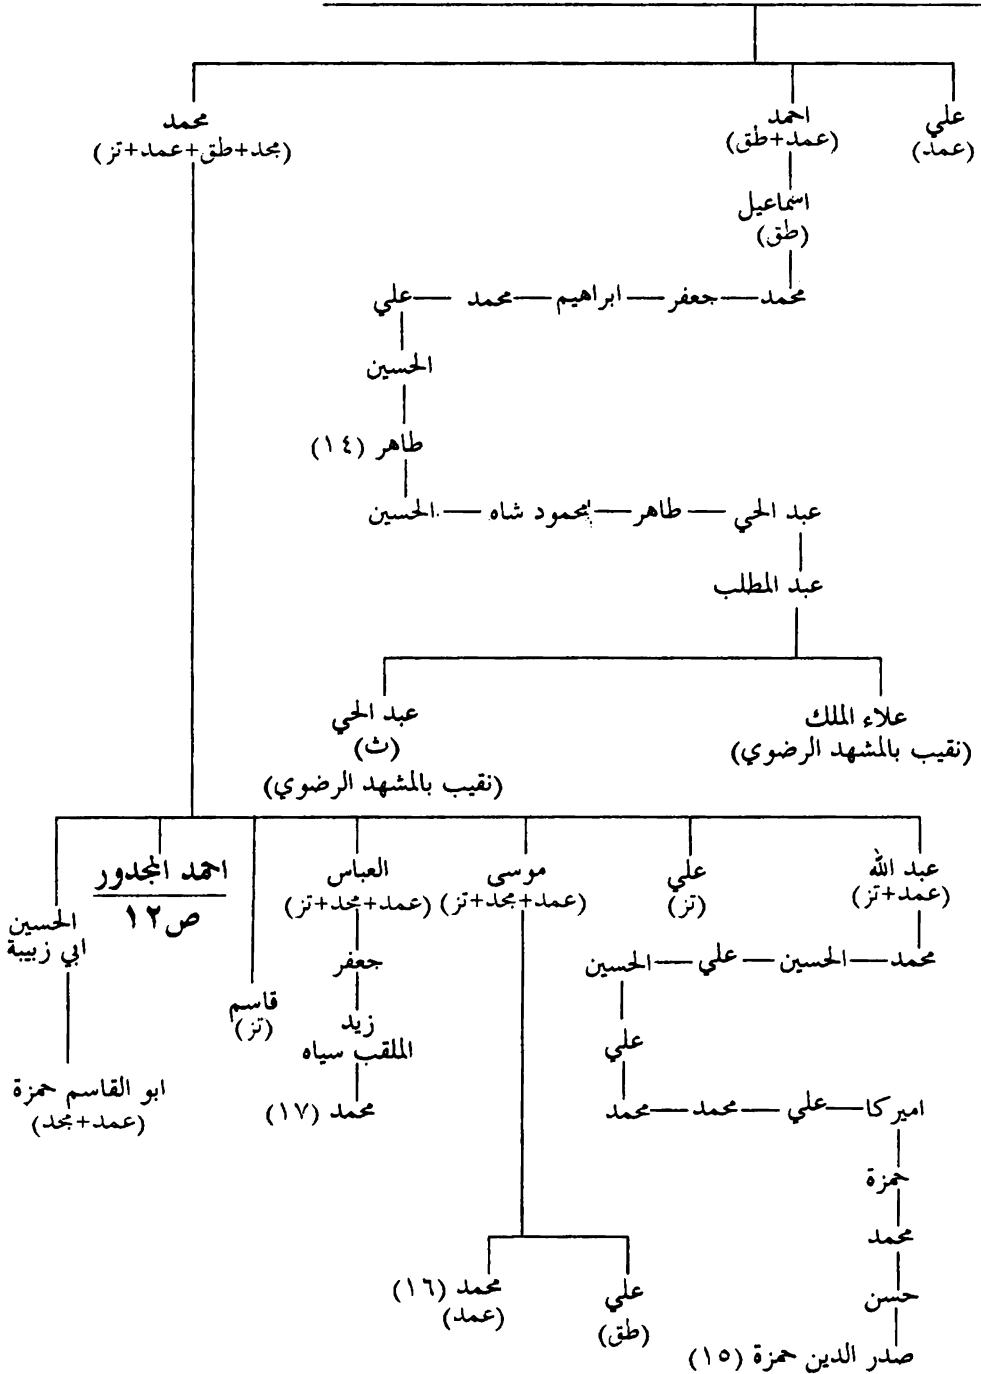 علي
(عمد)
احمد
(عمد+طق)
محمد
(مجد+طق+عمد+تز)
اسماعيل
(طق)
محمد — جعفر — ابراهيم — محمد — علي
الحسين
طاهر (١٤)
عبد الحي — طاهر — محمود شاه — الحسين
عبد المطلب
علاء الملك
(نقيب بالمشهد الرضوي)
عبد الحي
(ث)
(نقيب بالمشهد الرضوي)
عبد الله
(عمد+تز)
علي
(تز)
موسى
(عمد+مجد+تز)
العباس
(عمد+مجد+تز)
احمد المجدور
ص١٢
الحسين
ابي زبيبة
محمد — الحسين — علي — الحسين
جعفر
قاسم
(تز)
زيد
الملقب سياه
علي
ابو القاسم حمزة
(عمد+مجد)
محمد (١٧)
اميركا — علي — محمد — محمد
حمزة
محمد
علي
(طق)
محمد (١٦)
(عمد)
حسن
صدر الدين حمزة (١٥)